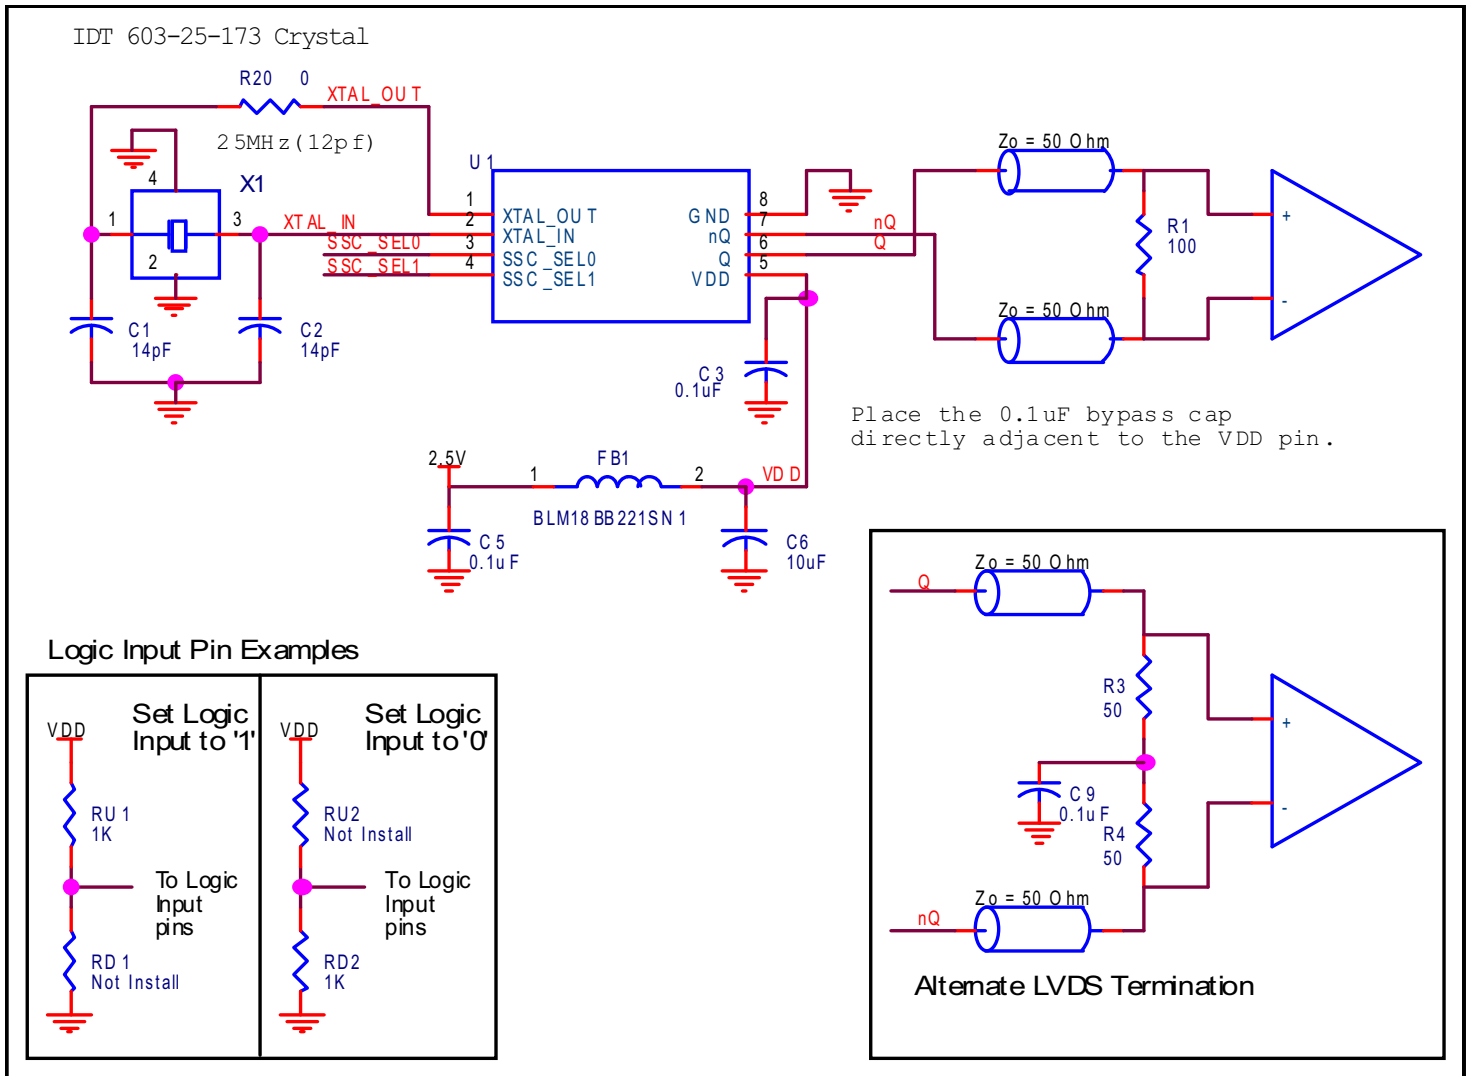 IDT 603-25-173 Crystal
R20 0
XTAL_OUT
25MHz(12pf)
X1
4
1
3
2
XTAL_IN
SSC_SEL0
SSC_SEL1
C1
14pF
C2
14pF
U1
1
2
3
4
XTAL_OUT
XTAL_IN
SSC_SEL0
SSC_SEL1
GND
nQ
Q
VDD
8
7
6
5
nQ
Q
Zo = 50 Ohm
Zo = 50 Ohm
R1
100
+
-
C3
0.1uF
Place the 0.1uF bypass cap
directly adjacent to the VDD pin.
2.5V
1
FB1
2
VDD
BLM18BB221SN1
C5
0.1uF
C6
10uF
Logic Input Pin Examples
VDD
Set Logic
Input to '1'
RU1
1K
To Logic
Input
pins
RD1
Not Install
VDD
Set Logic
Input to '0'
RU2
Not Install
To Logic
Input
pins
RD2
1K
Q
Zo = 50 Ohm
R3
50
C9
0.1uF
R4
50
+
-
nQ
Zo = 50 Ohm
Alternate LVDS Termination